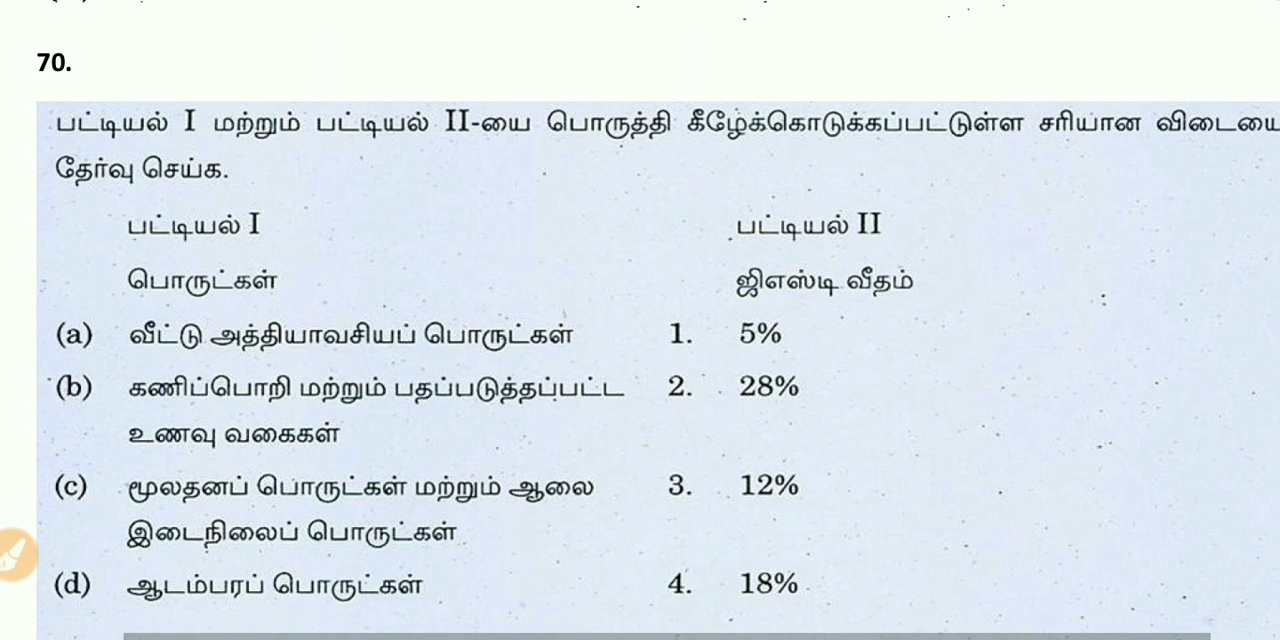 70.
பட்டியல் I மற்றும் பட்டியல் II-யை பொருத்தி கீழேக்கொடுக்கப்பட்டுள்ள சரியான விடையை
தேர்வு செய்க.
பட்டியல் I பட்டியல் II
பொருட்கள் ஜிஎஸ்டி வீதம்
(a) வீட்டு அத்தியாவசியப் பொருட்கள் 1. 5%
(b) கணிப்பொறி மற்றும் பதப்படுத்தப்பட்ட 2. 28%
உணவு வகைகள்
(c) மூலதனப் பொருட்கள் மற்றும் ஆலை 3. 12%
இடைநிலைப் பொருட்கள்
(d) ஆடம்பரப் பொருட்கள் 4. 18%